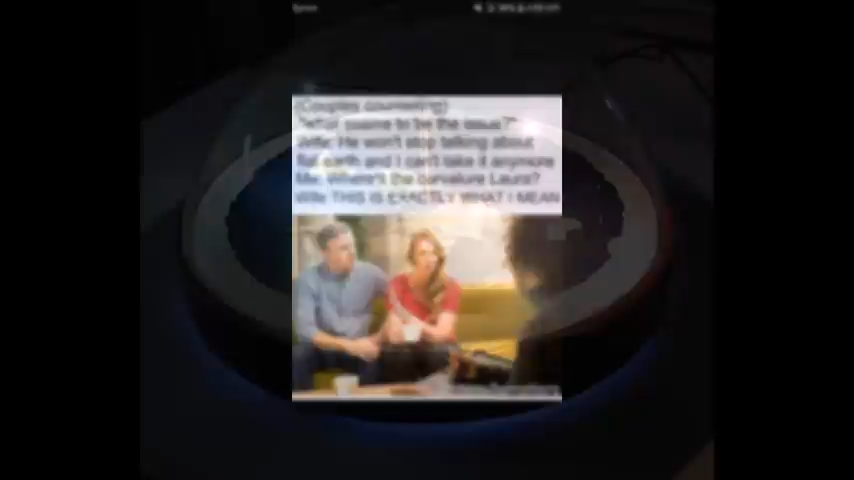 (Couples counseling)
"What seems to be the issue?"
Wife: He won't stop talking about
flat earth and I can't take it anymore
Me: Where's the curvature Laura?
Wife THIS IS EXACTLY WHAT I MEAN